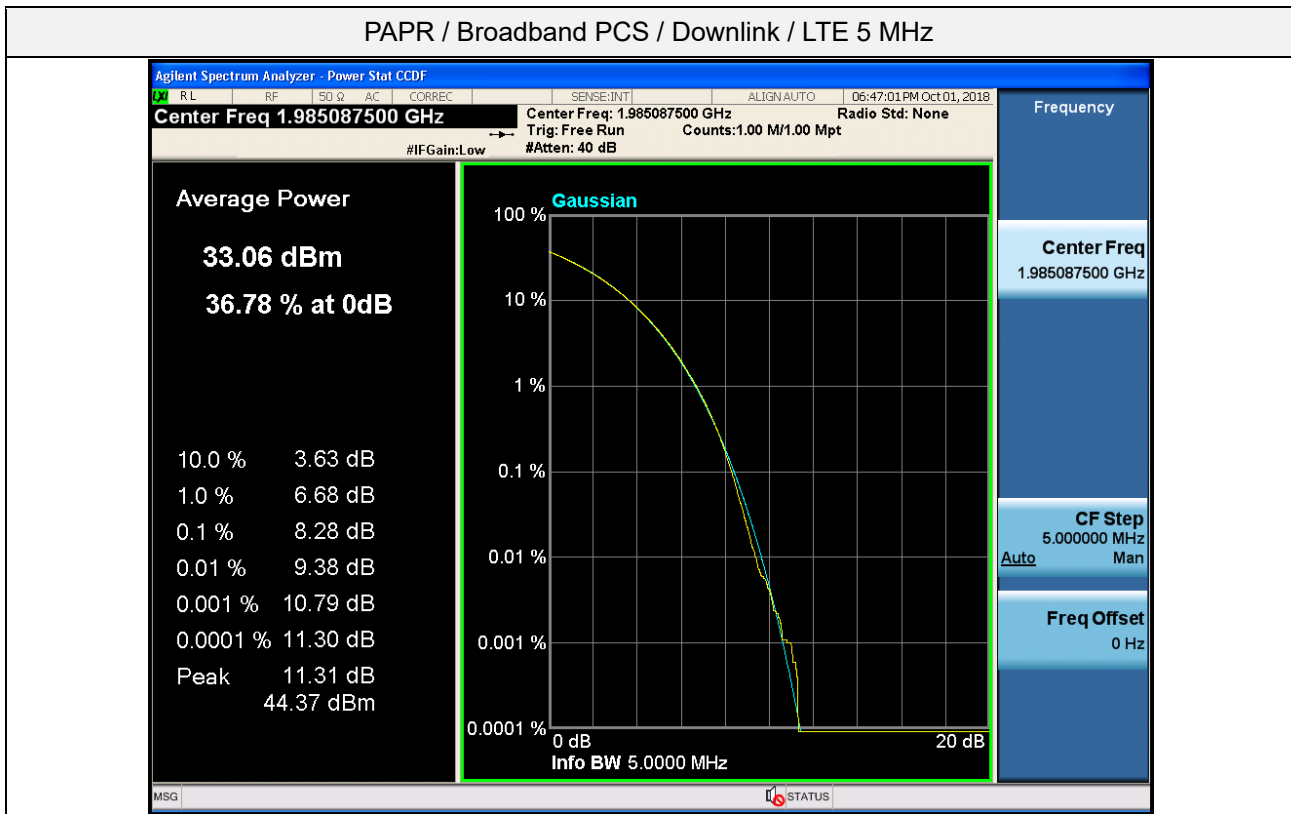 PAPR / Broadband PCS / Downlink / LTE 5 MHz
Agilent Spectrum Analyzer - Power Stat CCDF
LXI RL RF 50 Ω AC CORREC SENSE:INT ALIGN AUTO 06:47:01 PM Oct 01, 2018
Center Freq 1.985087500 GHz
Center Freq: 1.985087500 GHz Radio Std: None
Trig: Free Run Counts:1.00 M/1.00 Mpt
#IFGain:Low #Atten: 40 dB
Frequency
Average Power
33.06 dBm
36.78 % at 0dB
10.0 % 3.63 dB
1.0 % 6.68 dB
0.1 % 8.28 dB
0.01 % 9.38 dB
0.001 % 10.79 dB
0.0001 % 11.30 dB
Peak 11.31 dB
44.37 dBm
Gaussian
100 %
10 %
1 %
0.1 %
0.01 %
0.001 %
0.0001 %
0 dB 20 dB
Info BW 5.0000 MHz
Center Freq
1.985087500 GHz
CF Step
5.000000 MHz
Auto Man
Freq Offset
0 Hz
MSG STATUS